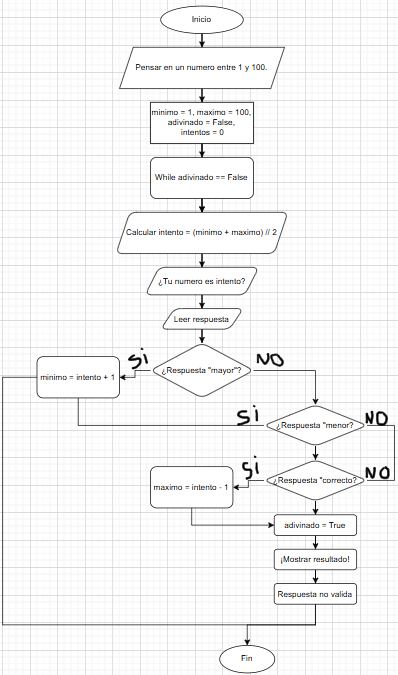 Inicio
Pensar en un numero entre 1 y 100.
minimo = 1, maximo = 100,
adivinado = False,
intentos = 0
While adivinado == False
Calcular intento = (minimo + maximo) // 2
¿Tu numero es intento?
Leer respuesta
Si
NO
¿Respuesta "mayor"?
minimo = intento + 1
Si
NO
¿Respuesta "menor?
Si
NO
¿Respuesta "correcto?
maximo = intento - 1
adivinado = True
¡Mostrar resultado!
Respuesta no valida
Fin